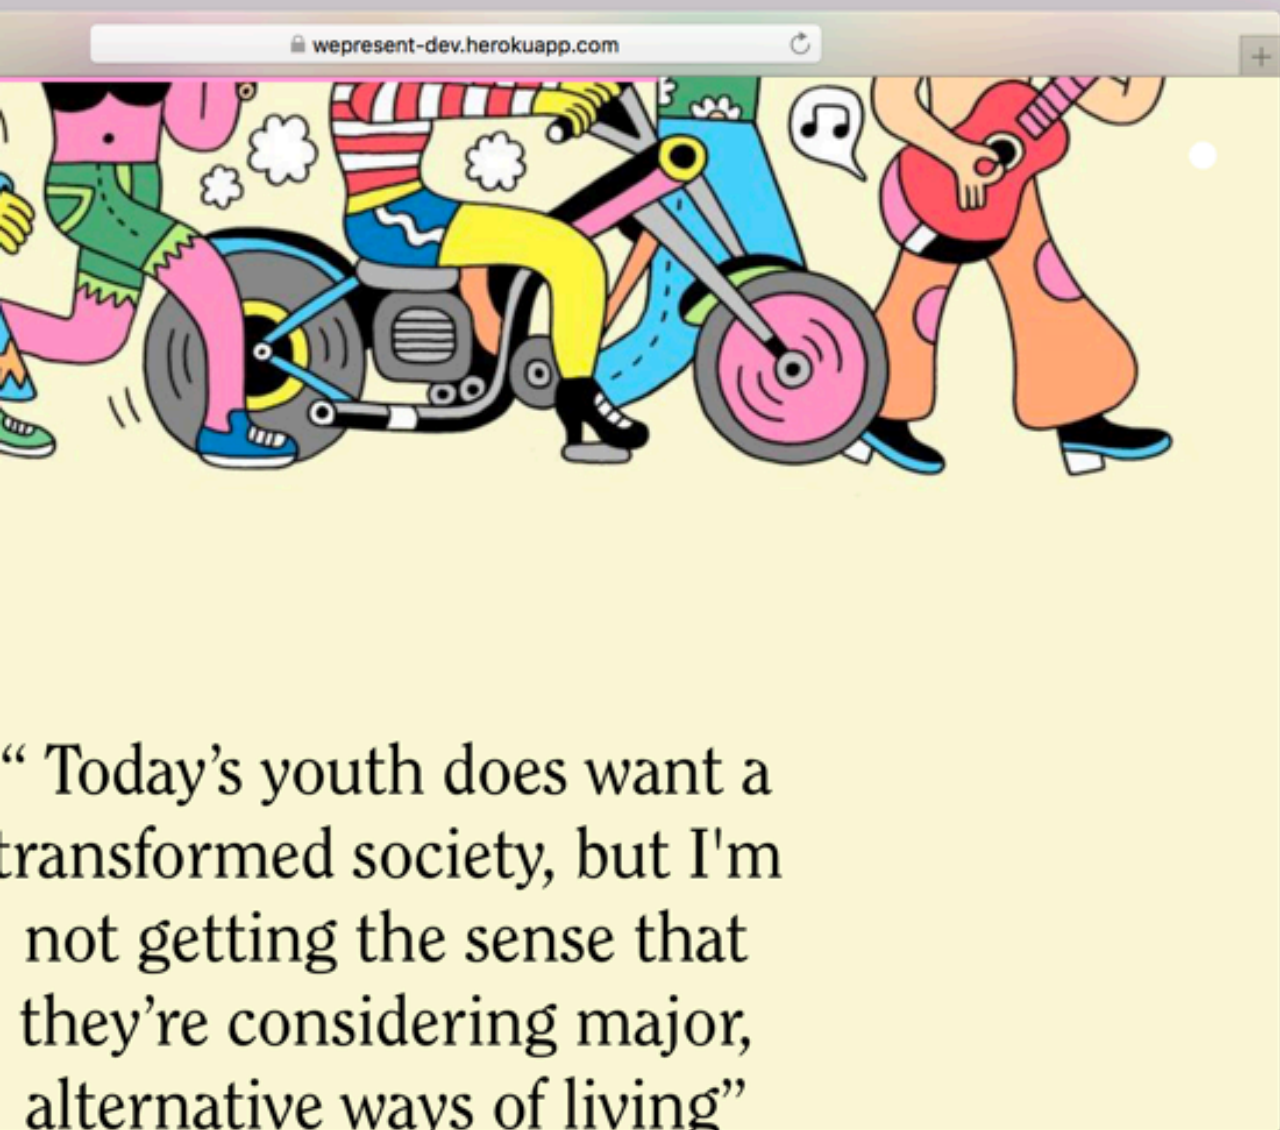 wepresent-dev.herokuapp.com
“ Today’s youth does want a
transformed society, but I'm
not getting the sense that
they’re considering major,
alternative ways of living”